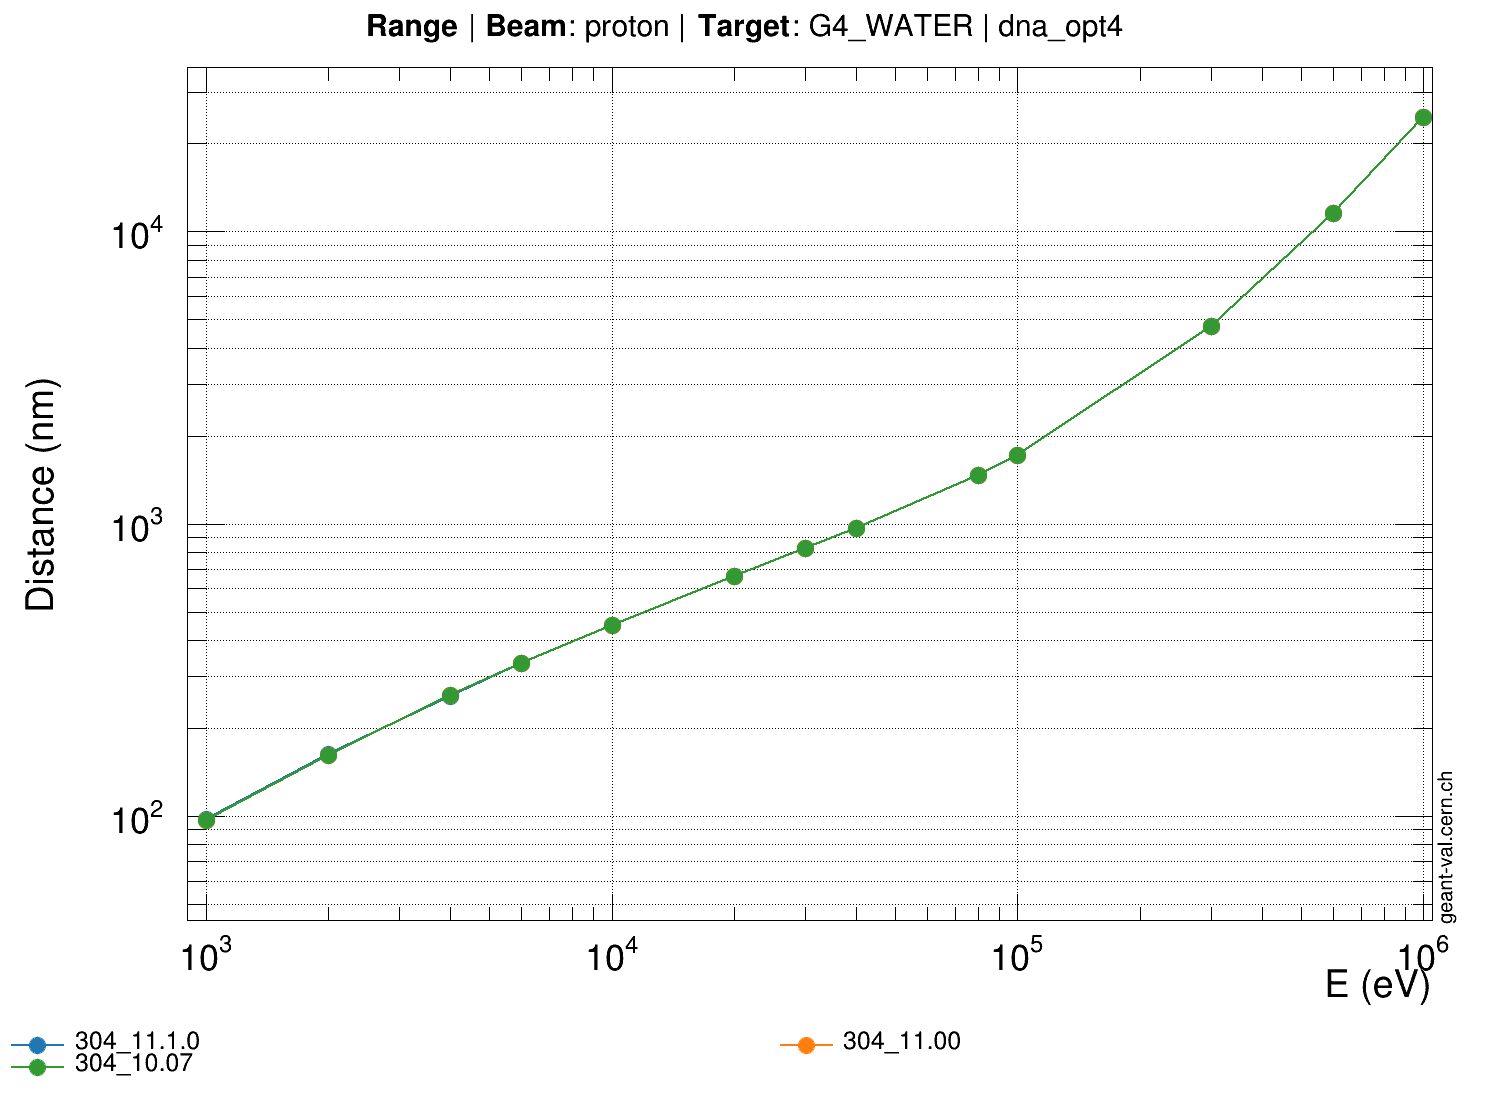 Range | Beam: proton | Target: G4_WATER | dna_opt4
Distance (nm)
10^4
10^3
10^2
10^3
10^4
10^5
10^6
E (eV)
geant-val.cern.ch
304_11.1.0
304_11.00
304_10.07